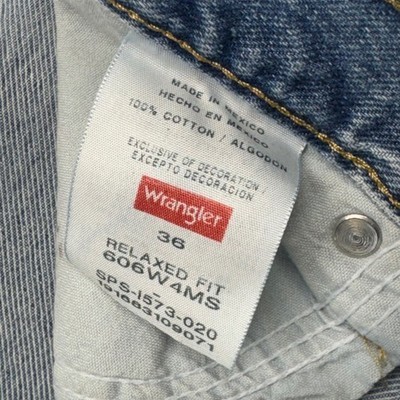 MADE IN MEXICO
HECHO EN MEXICO
100% COTTON / ALGODON
EXCLUSIVE OF DECORATION /
EXCEPTO DECORACIÓN
Wrangler
36
RELAXED FIT
606W4MS
-
SPS-1573-020
191663109071